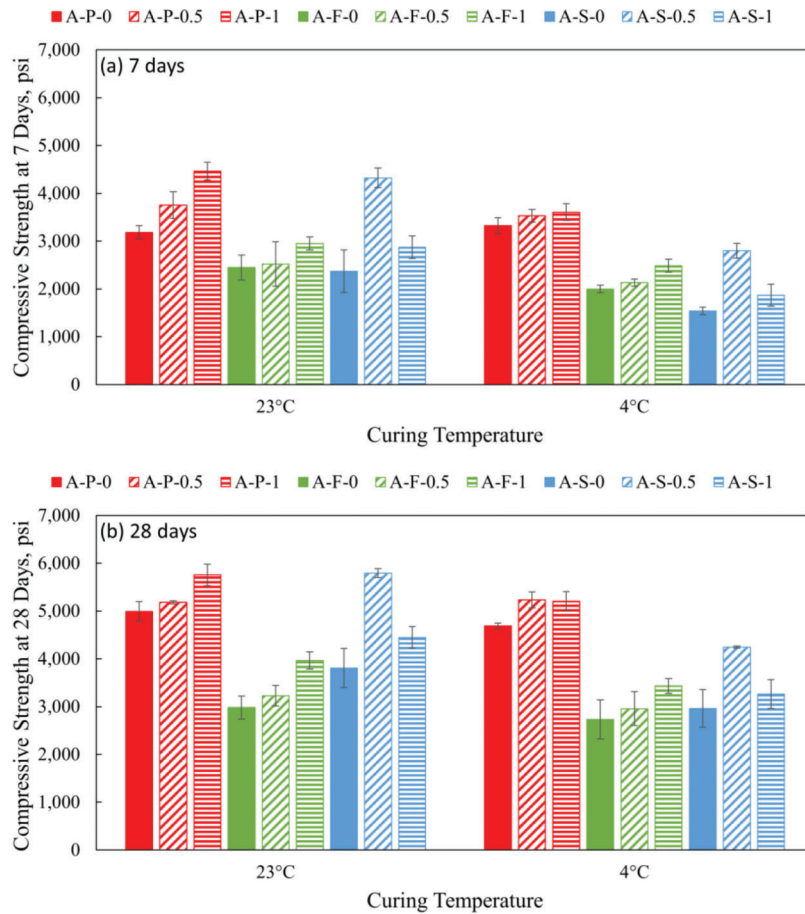 A-P-0 A-P-0.5 A-P-1 A-F-0 A-F-0.5 A-F-1 A-S-0 A-S-0.5 A-S-1
(a) 7 days
Compressive Strength at 7 Days, psi
7,000
6,000
5,000
4,000
3,000
2,000
1,000
0
23°C 4°C
Curing Temperature
A-P-0 A-P-0.5 A-P-1 A-F-0 A-F-0.5 A-F-1 A-S-0 A-S-0.5 A-S-1
(b) 28 days
Compressive Strength at 28 Days, psi
7,000
6,000
5,000
4,000
3,000
2,000
1,000
0
23°C 4°C
Curing Temperature